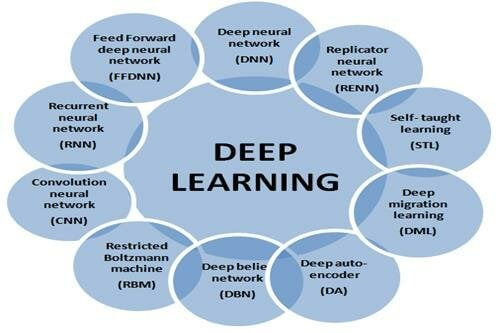 DEEP
LEARNING
Deep neural
network
(DNN)
Replicator
neural
network
(RENN)
Self- taught
learning
(STL)
Deep
migration
learning
(DML)
Deep auto-
encoder
(DA)
Deep belief
network
(DBN)
Restricted
Boltzmann
machine
(RBM)
Convolution
neural
network
(CNN)
Recurrent
neural
network
(RNN)
Feed Forward
deep neural
network
(FFDNN)